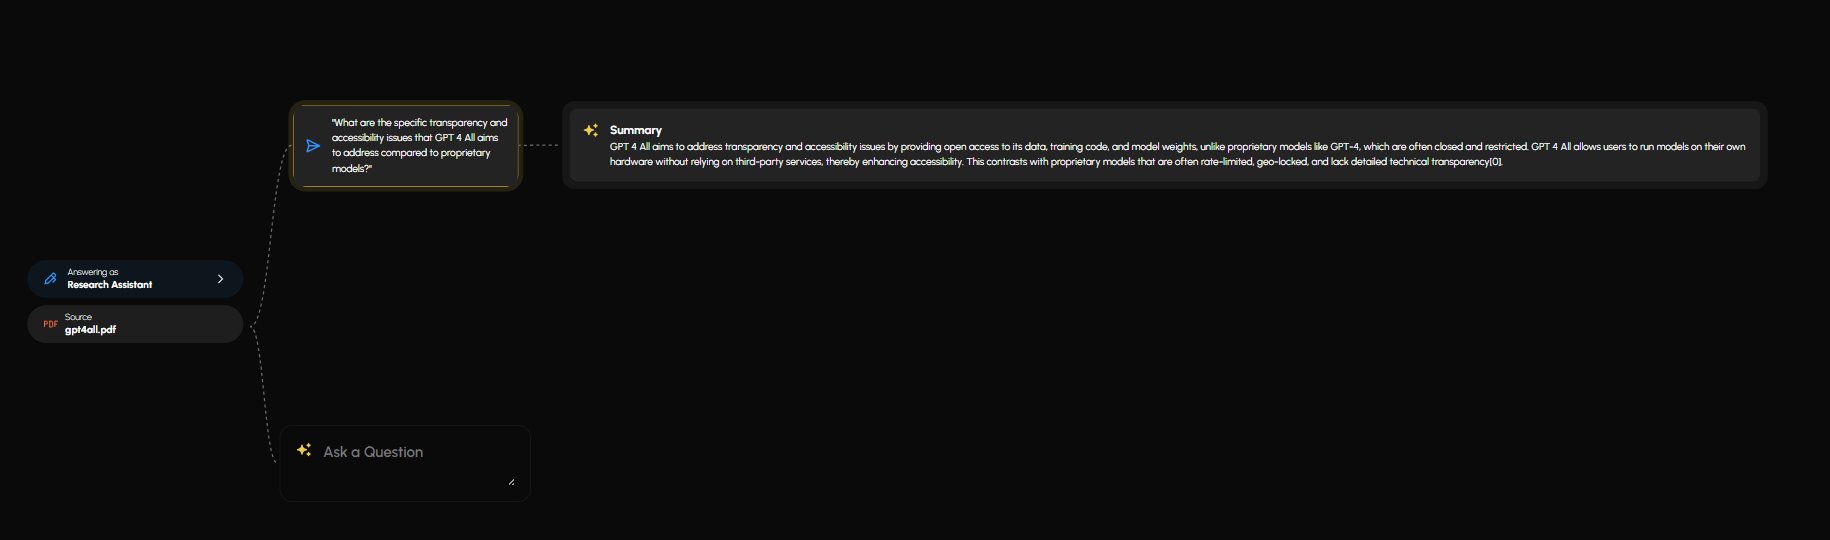 "What are the specific transparency and
accessibility issues that GPT 4 All aims
to address compared to proprietary
models?"
Summary
GPT 4 All aims to address transparency and accessibility issues by providing open access to its data, training code, and model weights, unlike proprietary models like GPT-4, which are often closed and restricted. GPT 4 All allows users to run models on their own
hardware without relying on third-party services, thereby enhancing accessibility. This contrasts with proprietary models that are often rate-limited, geo-locked, and lack detailed technical transparency[0].
Answering as
Research Assistant
PDF
Source
gpt4all.pdf
Ask a Question